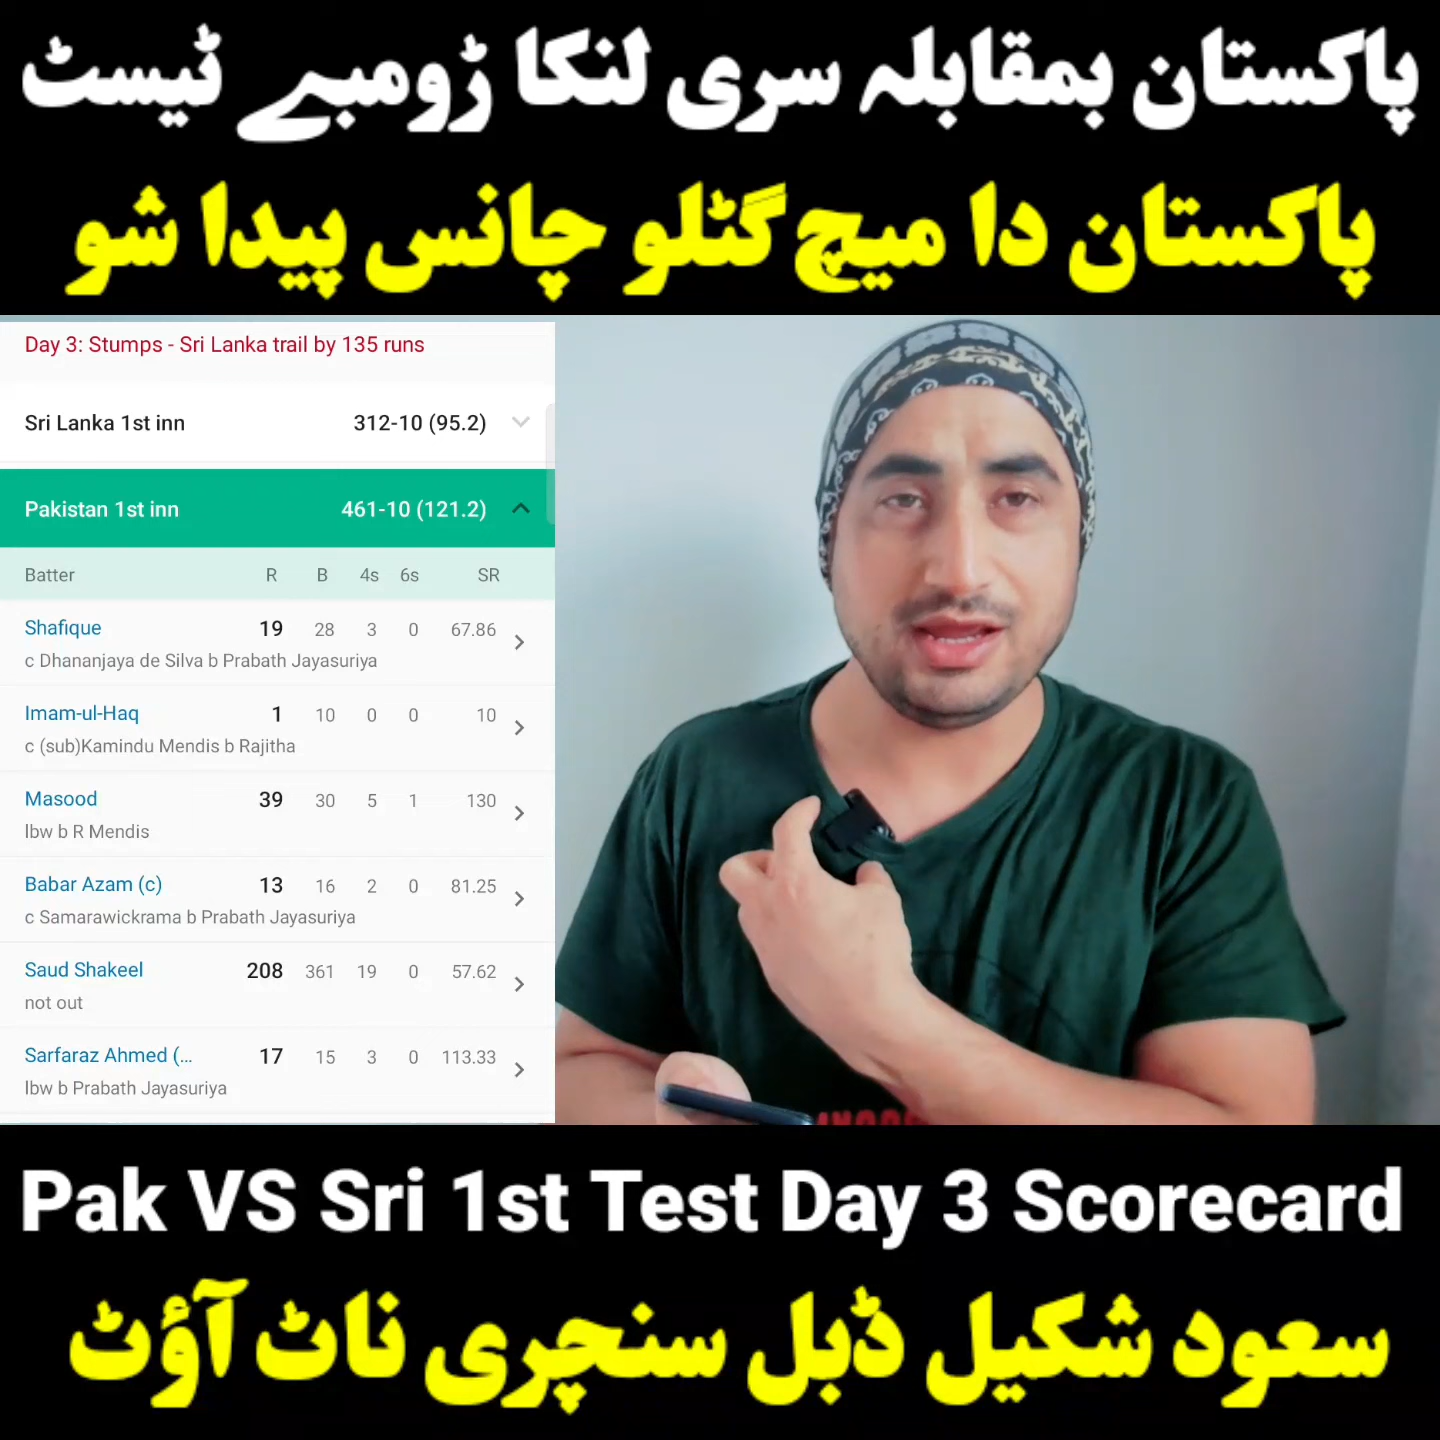 پاکستان بمقابلہ سری لنکا ړومبے ٹیسٹ
پاکستان دا میچ گٹلو چانس پیدا شو
Day 3: Stumps - Sri Lanka trail by 135 runs
Sri Lanka 1st inn 312-10 (95.2)
Pakistan 1st inn 461-10 (121.2)
Batter R B 4s 6s SR
Shafique 19 28 3 0 67.86
c Dhananjaya de Silva b Prabath Jayasuriya
Imam-ul-Haq 1 10 0 0 10
c (sub)Kamindu Mendis b Rajitha
Masood 39 30 5 1 130
lbw b R Mendis
Babar Azam (c) 13 16 2 0 81.25
c Samarawickrama b Prabath Jayasuriya
Saud Shakeel 208 361 19 0 57.62
not out
Sarfaraz Ahmed (... 17 15 3 0 113.33
lbw b Prabath Jayasuriya
Pak VS Sri 1st Test Day 3 Scorecard
سعود شکیل ڈبل سنچری ناٹ آؤٹ